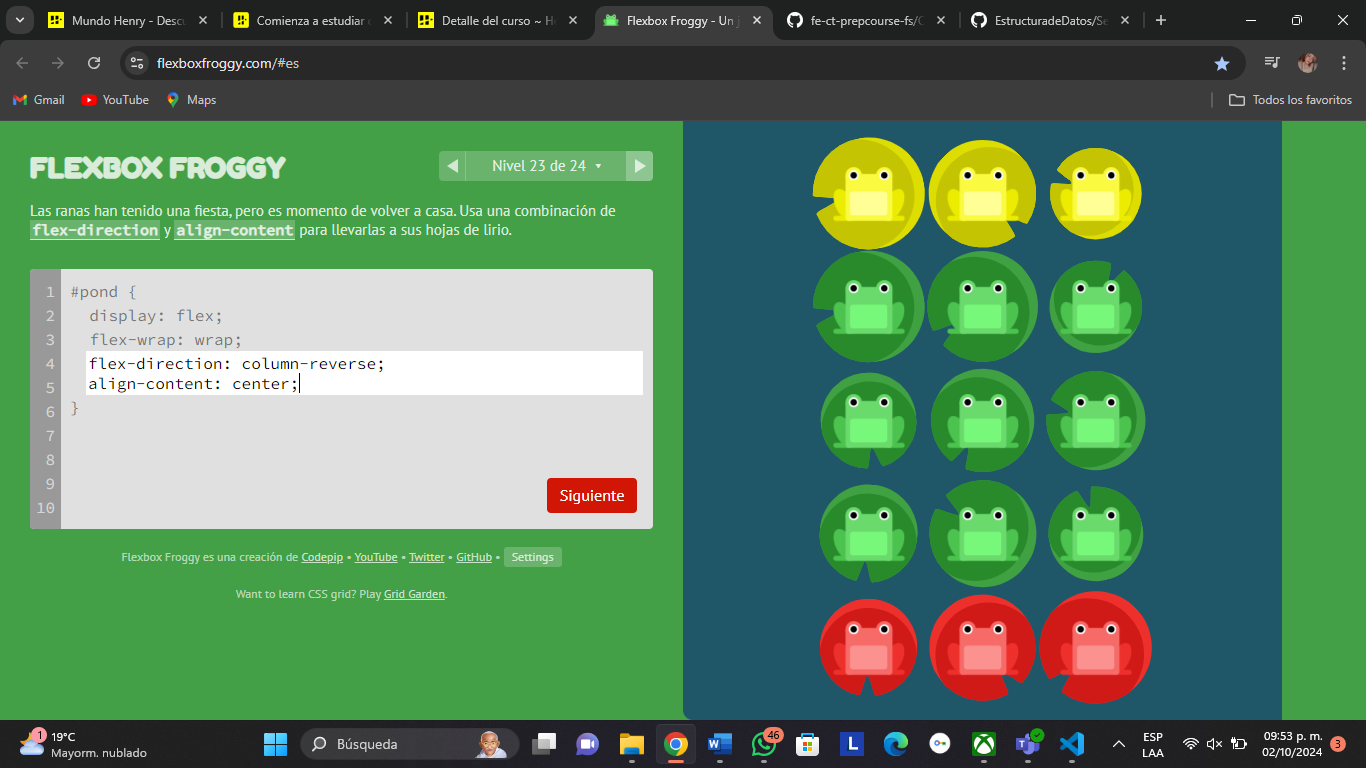 Mundo Henry - Descu
Comienza a estudiar
Detalle del curso ~ He
Flexbox Froggy - Un j
fe-ct-prepcourse-fs/C
EstructuradeDatos/Se
flexboxfroggy.com/#es
Gmail
YouTube
Maps
Todos los favoritos
FLEXBOX FROGGY
Nivel 23 de 24
Las ranas han tenido una fiesta, pero es momento de volver a casa. Usa una combinación de
flex-direction y align-content para llevarlas a sus hojas de lirio.
1 #pond {
2 display: flex;
3 flex-wrap: wrap;
4 flex-direction: column-reverse;
5 align-content: center;
6 }
7
8
9
10
Siguiente
Flexbox Froggy es una creación de Codepip • YouTube • Twitter • GitHub • Settings
Want to learn CSS grid? Play Grid Garden.
1
19°C
Mayorm. nublado
Búsqueda
46
L
ESP
LAA
09:53 p. m.
02/10/2024
3